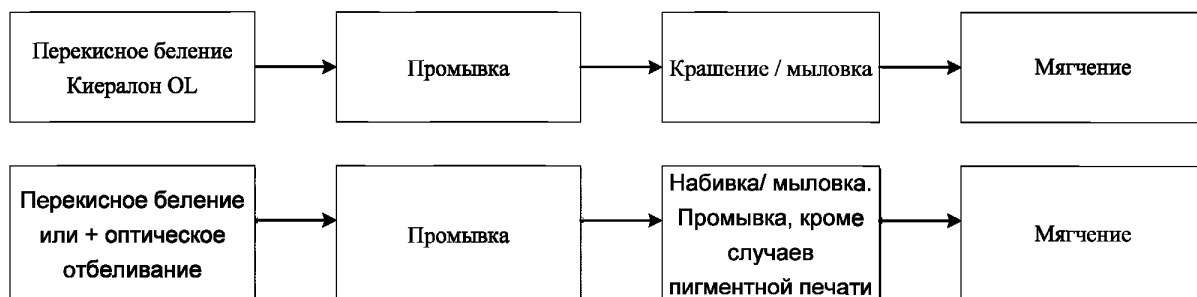 Перекисное беление
Киералон OL
Промывка
Крашение / мыловка
Мягчение
Перекисное беление
или + оптическое
отбеливание
Промывка
Набивка/ мыловка.
Промывка, кроме
случаев
пигментной печати
Мягчение